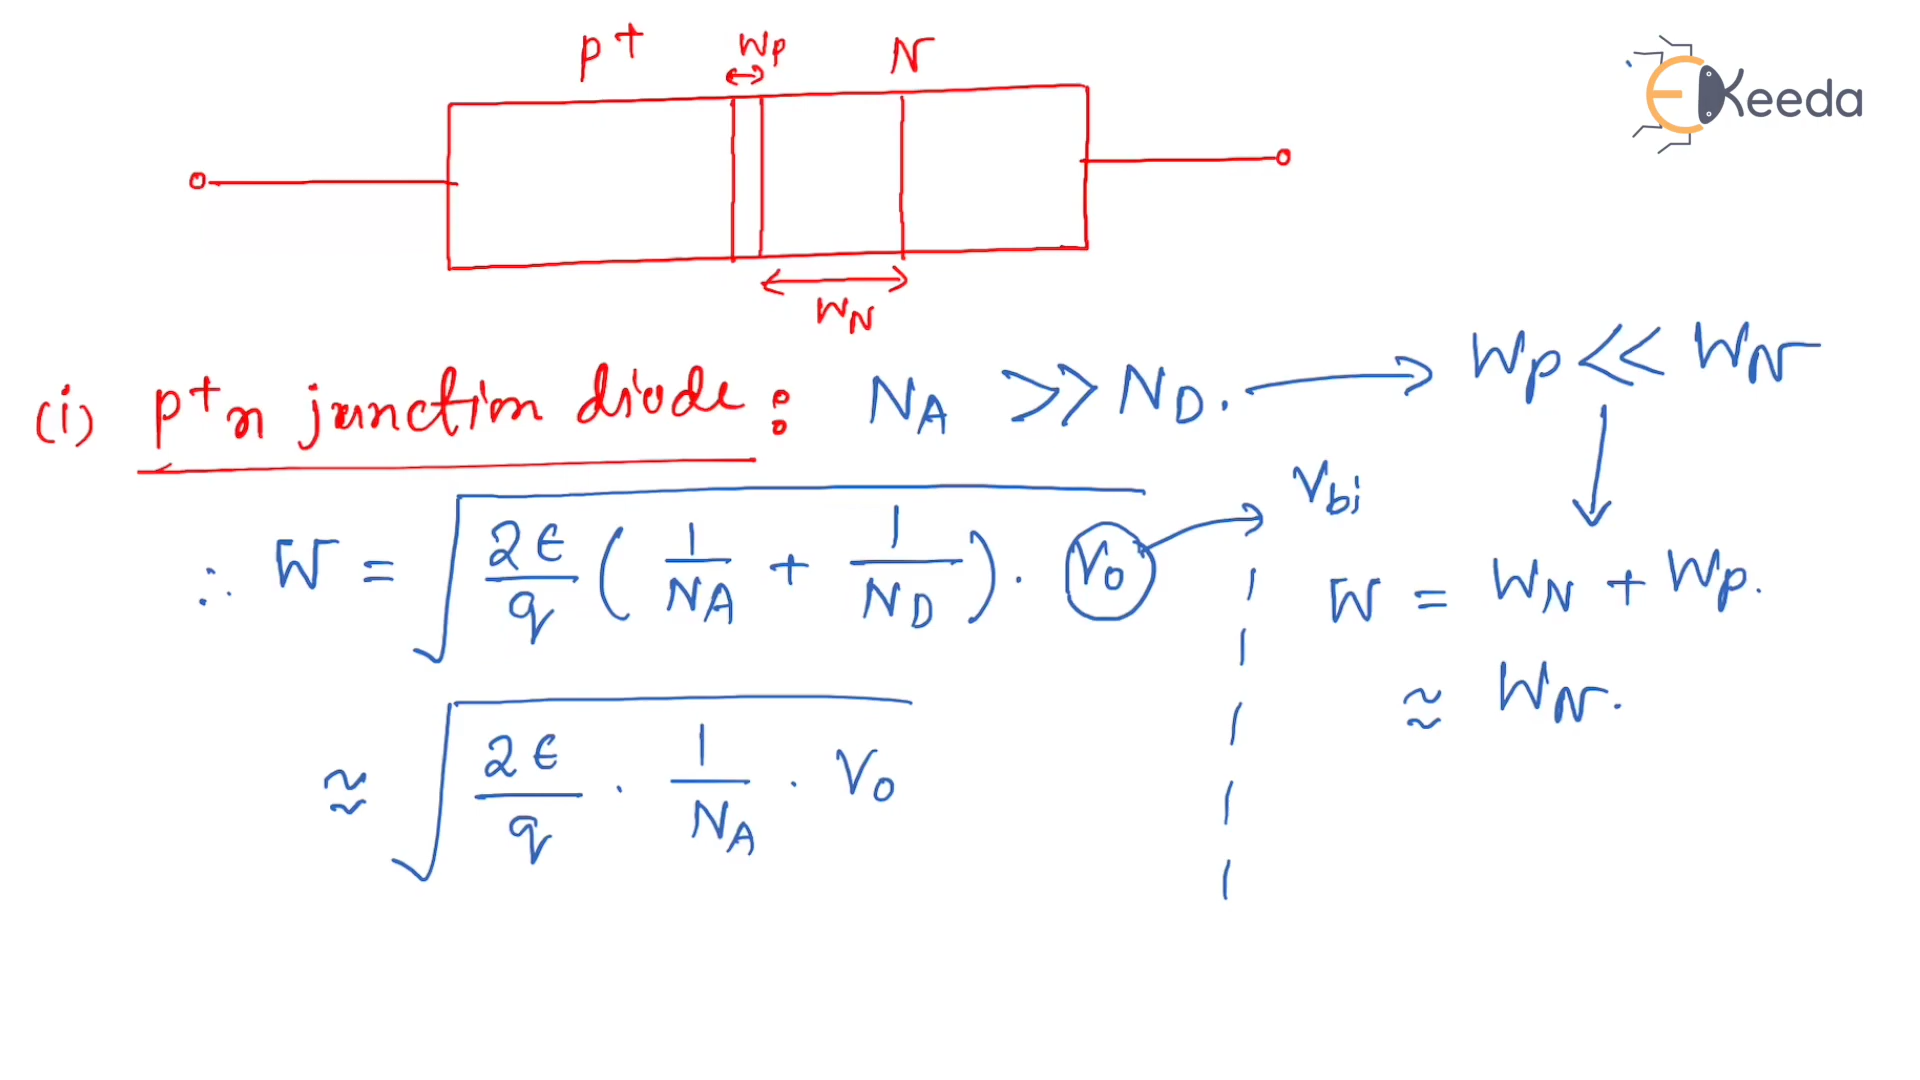 p+ Wp N
Keeda
WN
(i) p+n junction diode : NA >> ND. → Wp << WN
∴ W = √(2ϵ/q (1/NA + 1/ND) · V0) → Vbi
W = WN + Wp.
≈ WN.
≈ √(2ϵ/q · 1/NA · V0)